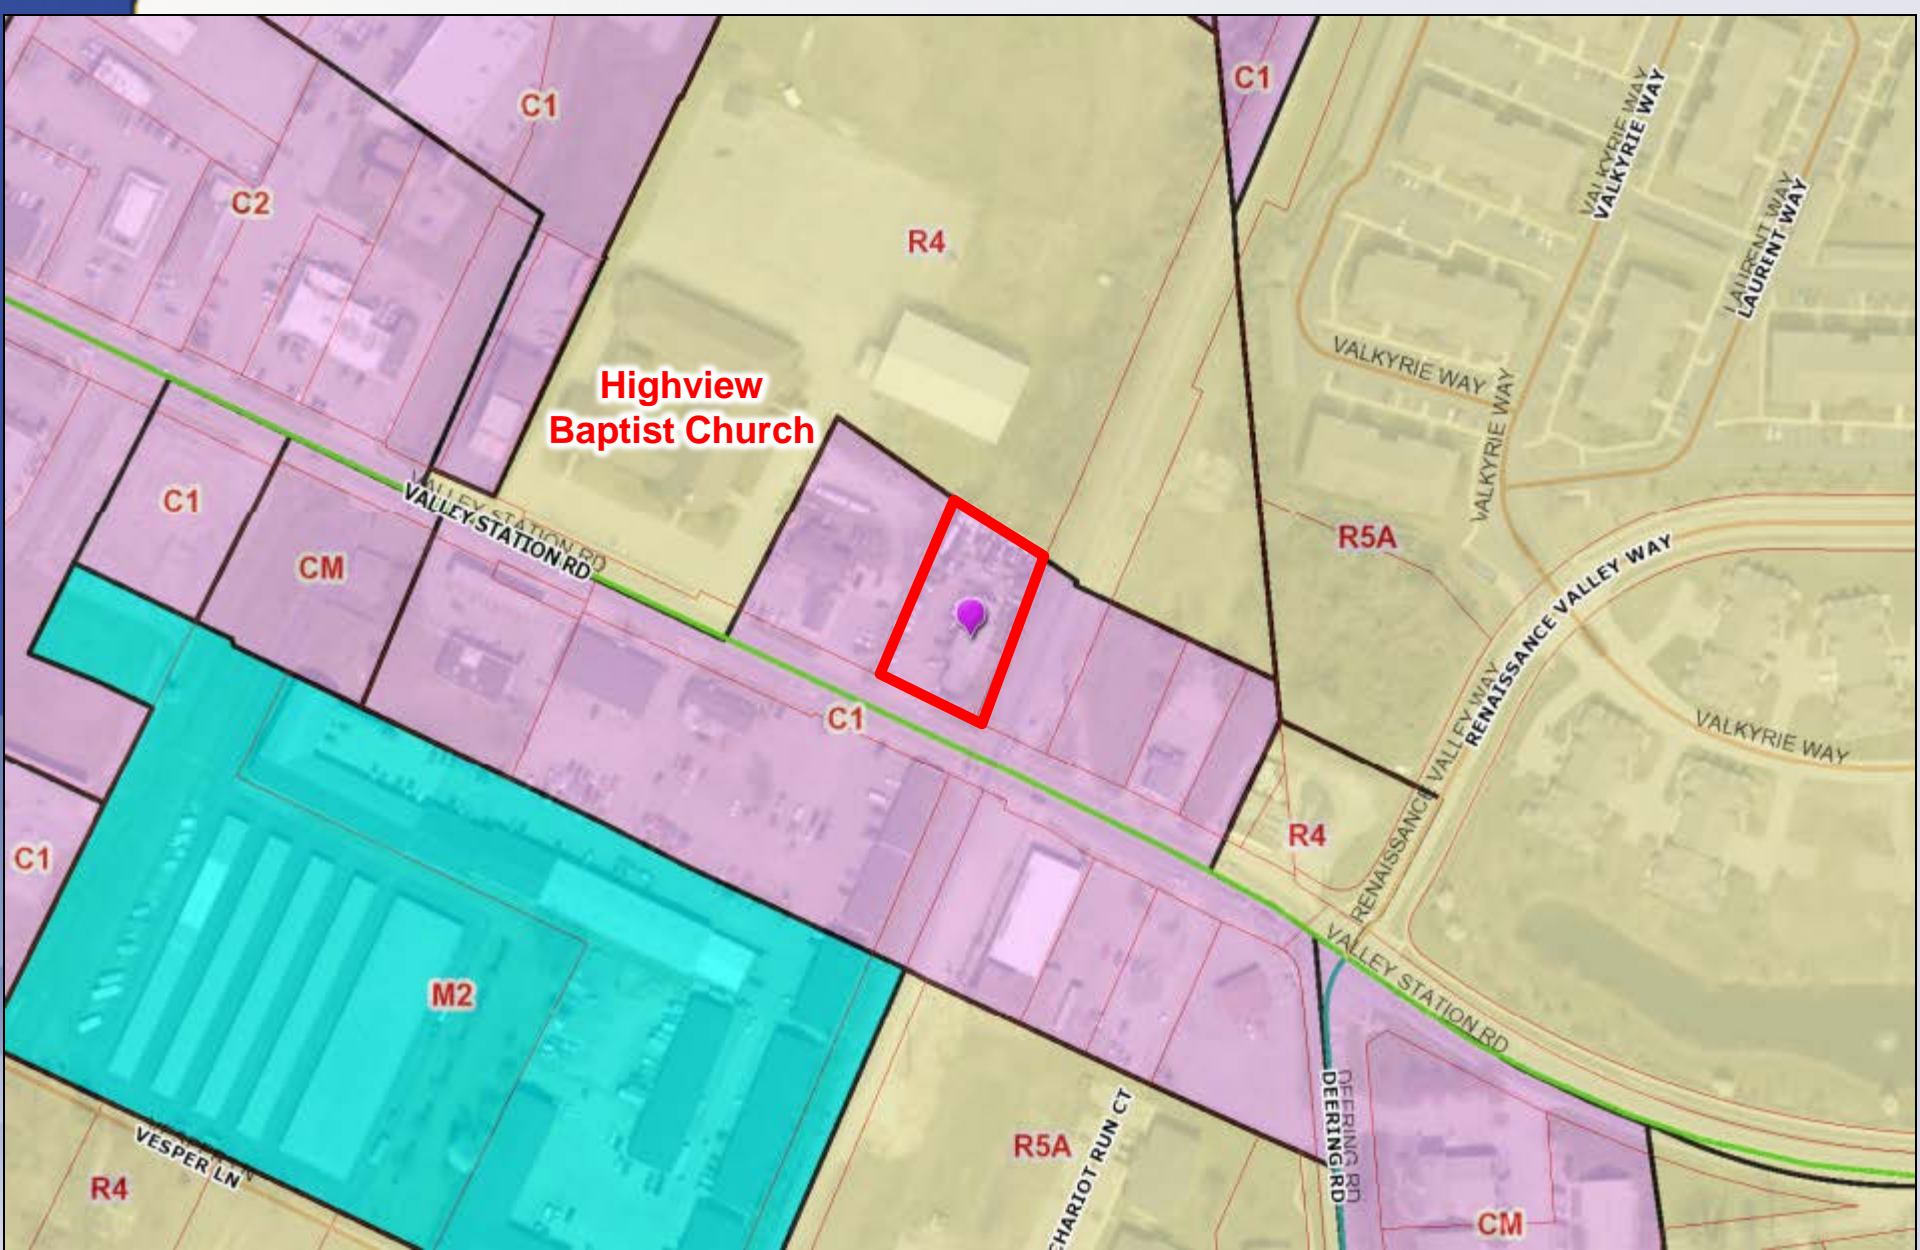 C1
C1
VALKYRIE WAY
VALKYRIE WAY
C2
LAURENT WAY
LAURENT WAY
R4
VALKYRIE WAY
Highview
Baptist Church
VALKYRIE WAY
C1
VALLEY STATION RD
VALLEY STATION RD
R5A
CM
RENAISSANCE VALLEY WAY
RENAISSANCE VALLEY WAY
C1
VALKYRIE WAY
R4
C1
VALLEY STATION RD
M2
DEERING RD
DEERING RD
R5A
CHARIOT RUN CT
VESPER LN
R4
CM